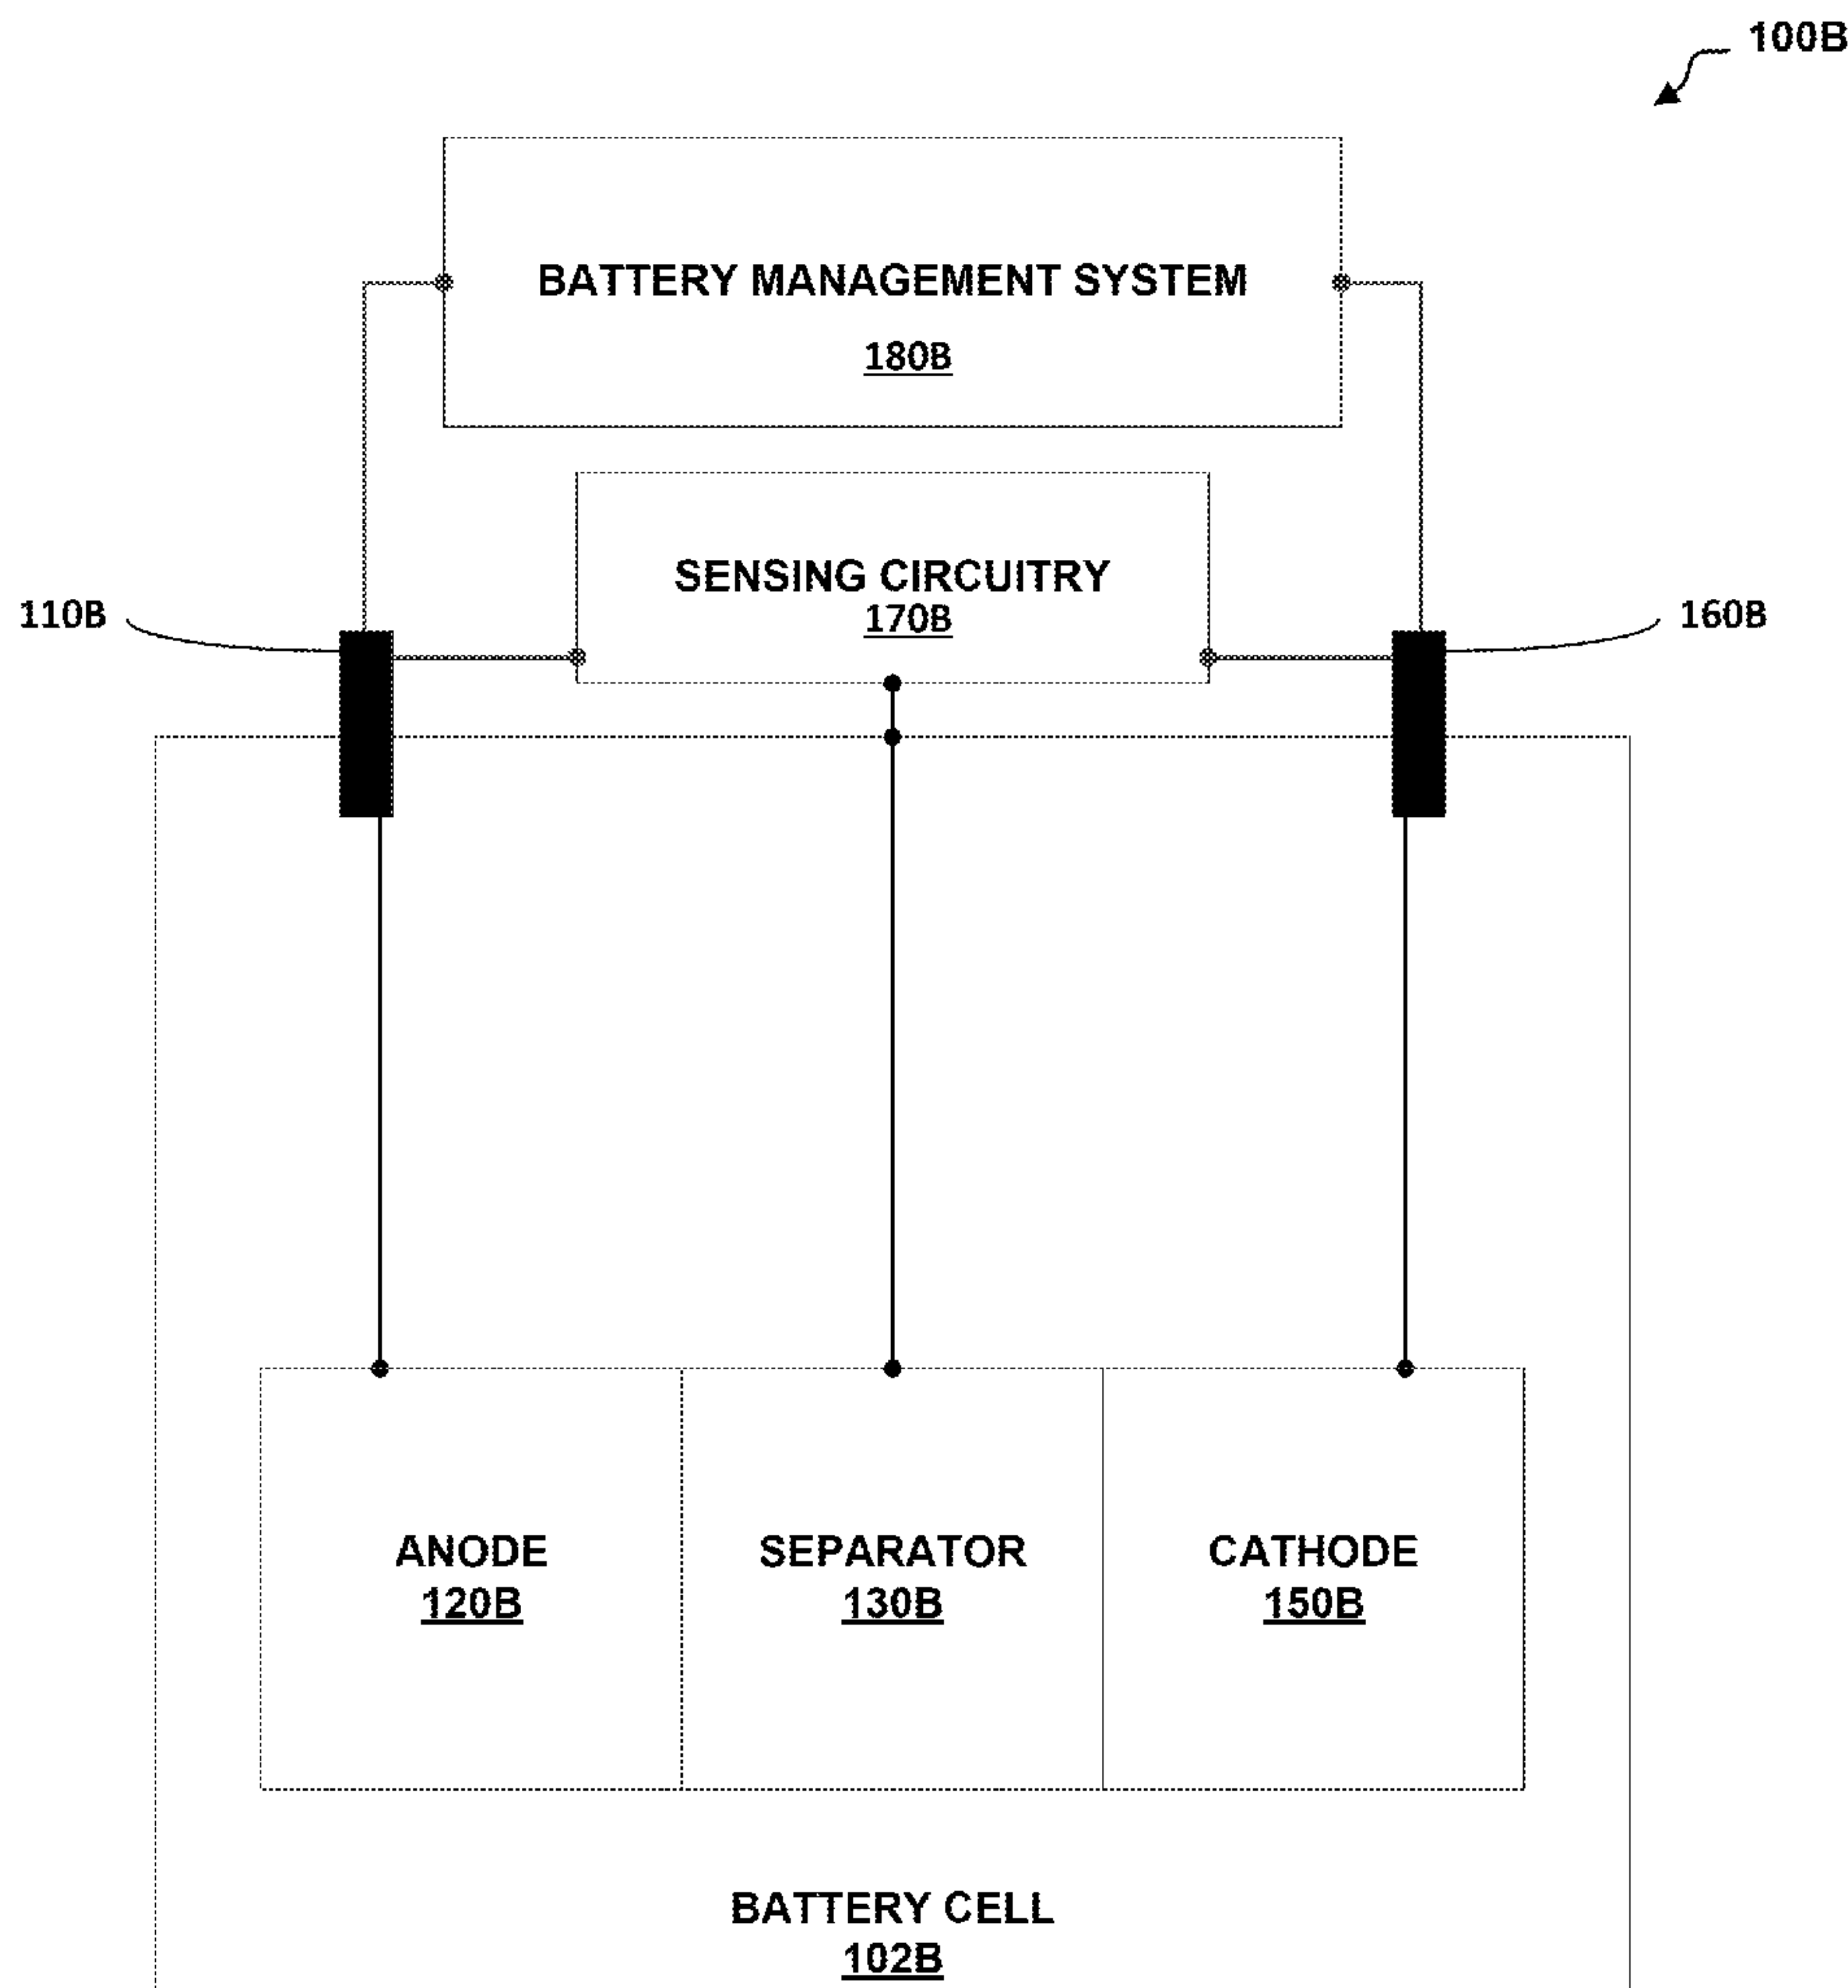 100B
BATTERY MANAGEMENT SYSTEM
180B
SENSING CIRCUITRY
170B
110B
160B
ANODE
120B
SEPARATOR
130B
CATHODE
150B
BATTERY CELL
102B